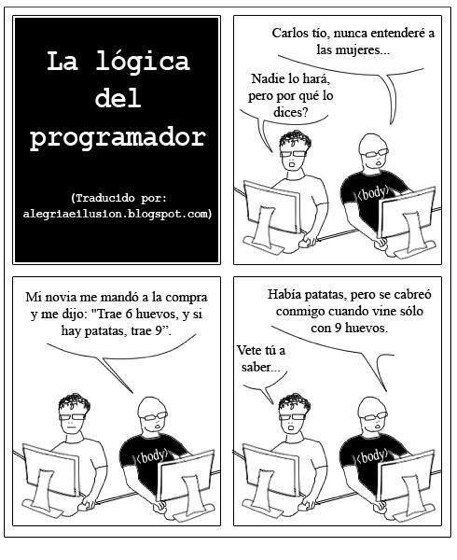 La lógica
del
programador
(Traducido por:
alegriaeilusion.blogspot.com)
Carlos tío, nunca entenderé a
las mujeres...
Nadie lo hará,
pero por qué lo
dices?
<body>
Mi novia me mandó a la compra
y me dijo: "Trae 6 huevos, y si
hay patatas, trae 9”.
<body>
Había patatas, pero se cabreó
conmigo cuando vine sólo
con 9 huevos.
Vete tú a
saber...
<body>